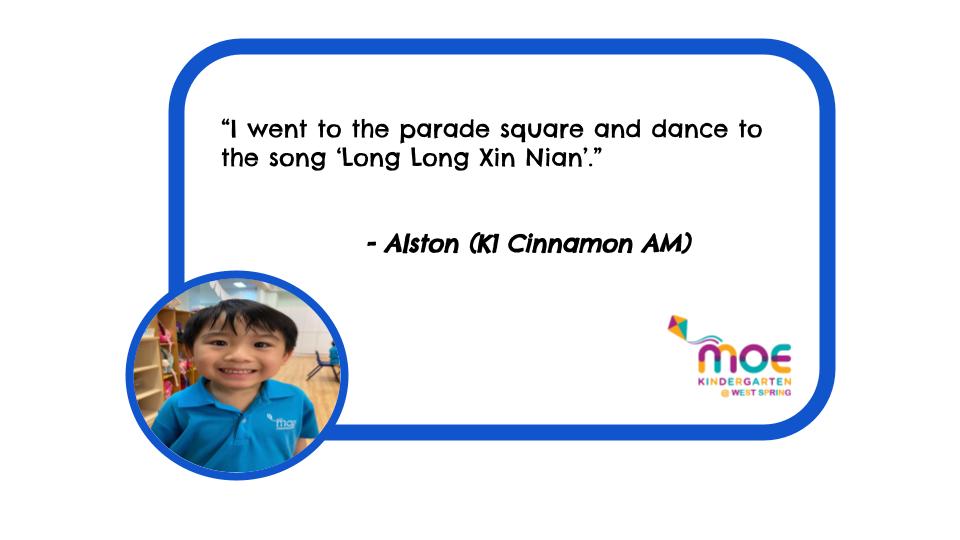 “I went to the parade square and dance to
the song ‘Long Long Xin Nian’.”
- Alston (K1 Cinnamon AM)
moe
KINDERGARTEN
@ WEST SPRING
moe